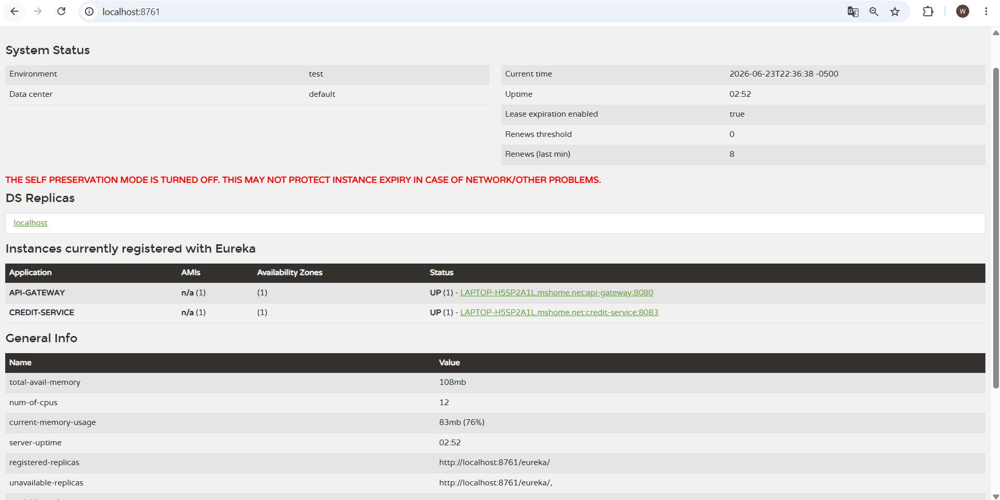 localhost:8761
W
System Status
Environment test
Data center default
Current time 2026-06-23T22:36:38 -0500
Uptime 02:52
Lease expiration enabled true
Renews threshold 0
Renews (last min) 8
THE SELF PRESERVATION MODE IS TURNED OFF. THIS MAY NOT PROTECT INSTANCE EXPIRY IN CASE OF NETWORK/OTHER PROBLEMS.
DS Replicas
localhost
Instances currently registered with Eureka
Application AMIs Availability Zones Status
API-GATEWAY n/a (1) (1) UP (1) - LAPTOP-H5SP2A1L.mshome.net:api-gateway:8080
CREDIT-SERVICE n/a (1) (1) UP (1) - LAPTOP-H5SP2A1L.mshome.net:credit-service:8083
General Info
Name Value
total-avail-memory 108mb
num-of-cpus 12
current-memory-usage 83mb (76%)
server-uptime 02:52
registered-replicas http://localhost:8761/eureka/
unavailable-replicas http://localhost:8761/eureka/,